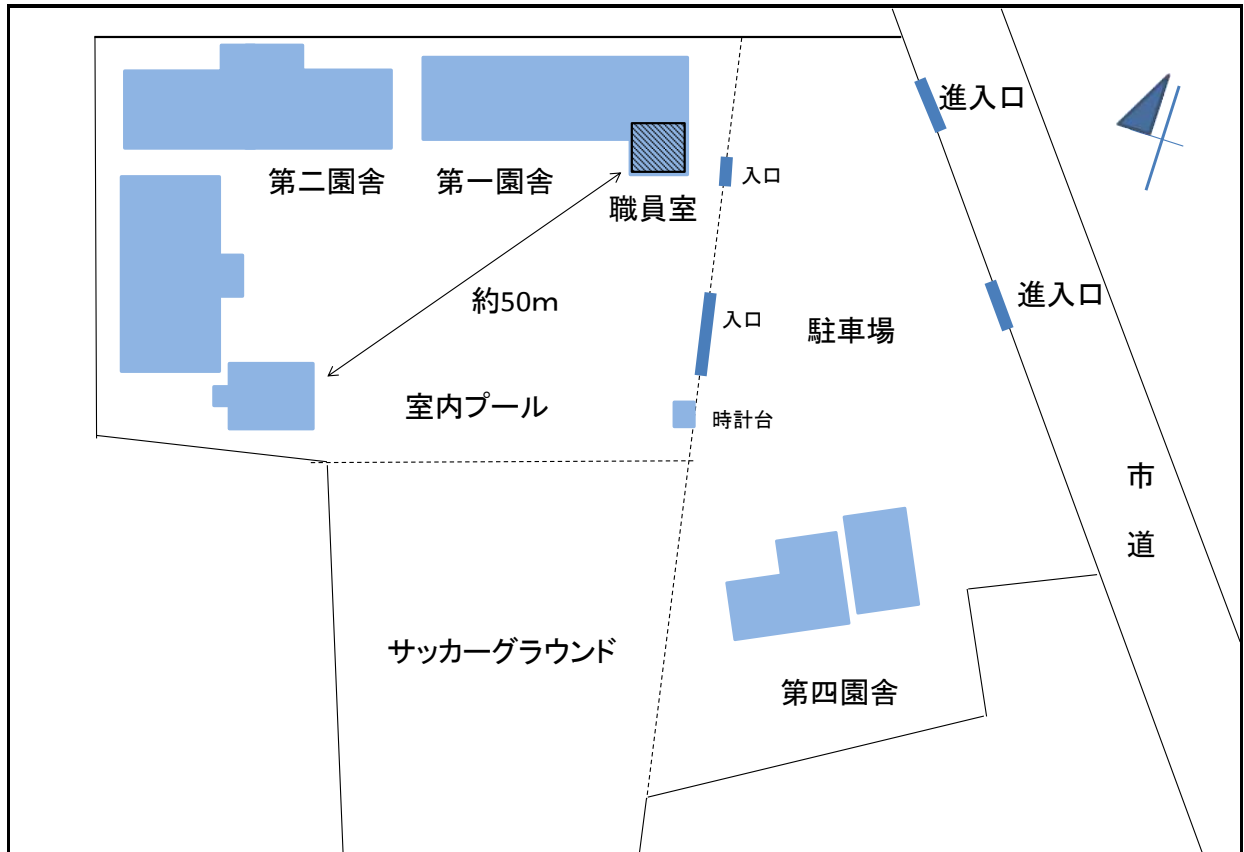 進入口
入口
第二園舎
第一園舎
職員室
約50m
進入口
入口
駐車場
室内プール
時計台
市
道
サッカーグラウンド
第四園舎